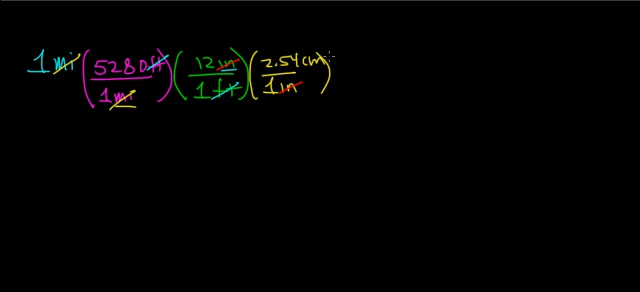 1 mi (5280 ft / 1 mi) (12 in / 1 ft) (2.54 cm / 1 in)